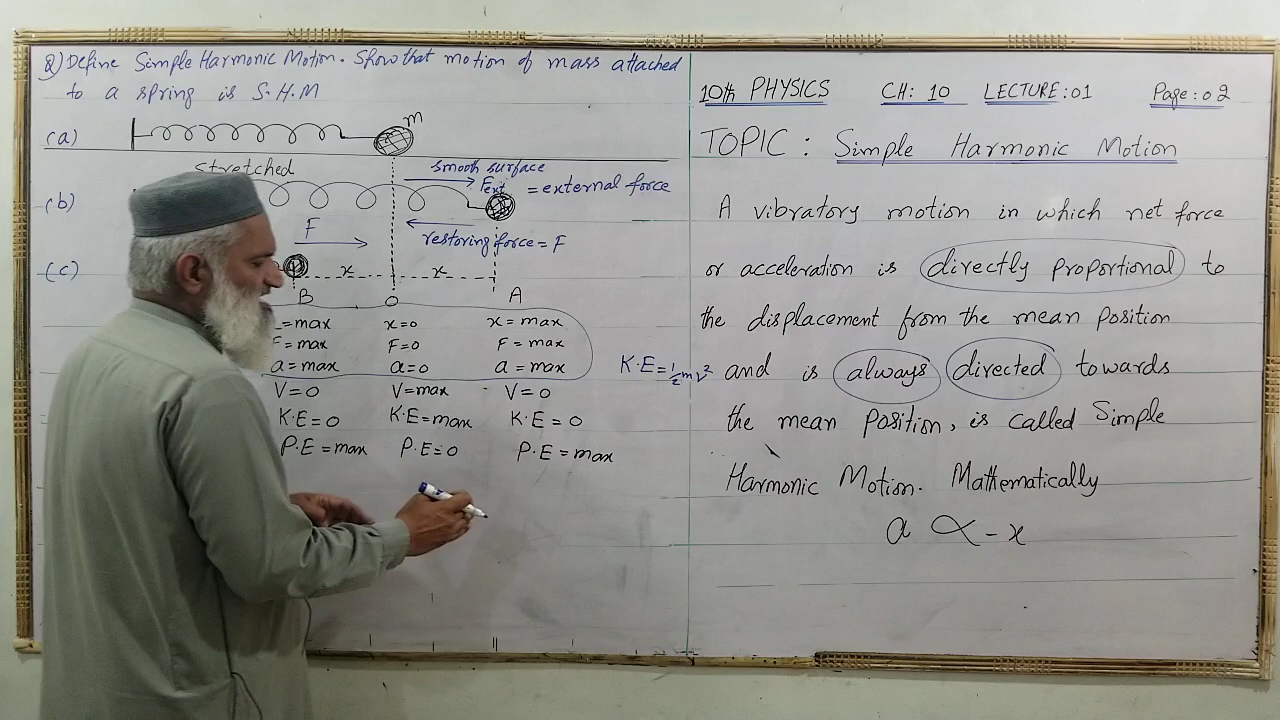 Q) Define Simple Harmonic Motion. Show that motion of mass attached
to a spring is S.H.M
(a)
m
stretched
smooth surface
(b)
Fext = external force
F
restoring force = F
(c)
x x
B O A
=max x=0 x = max
F=max F=0 F = max
a = max a=0 a = max
V=0 V=max V=0
K.E=0 K.E=max K.E=0
P.E=max P.E=0 P.E=max
K.E=½mv²
10th PHYSICS CH: 10 LECTURE:01 Page:02
TOPIC: Simple Harmonic Motion
A vibratory motion in which net force
or acceleration is directly proportional to
the displacement from the mean position
and is always directed towards
the mean position, is called Simple
Harmonic Motion. Mathematically
a ∝ -x